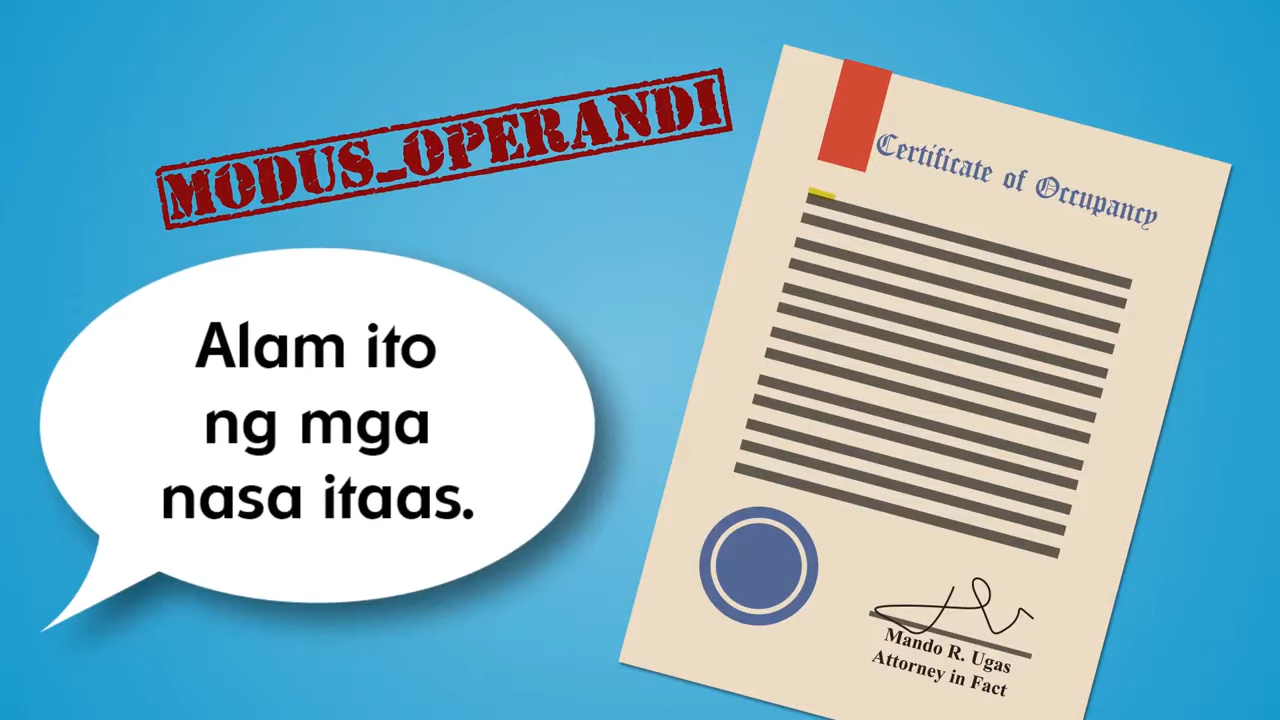 MODUS_OPERANDI
Alam ito
ng mga
nasa itaas.
Certificate of Occupancy
Mando R. Ugas
Attorney in Fact